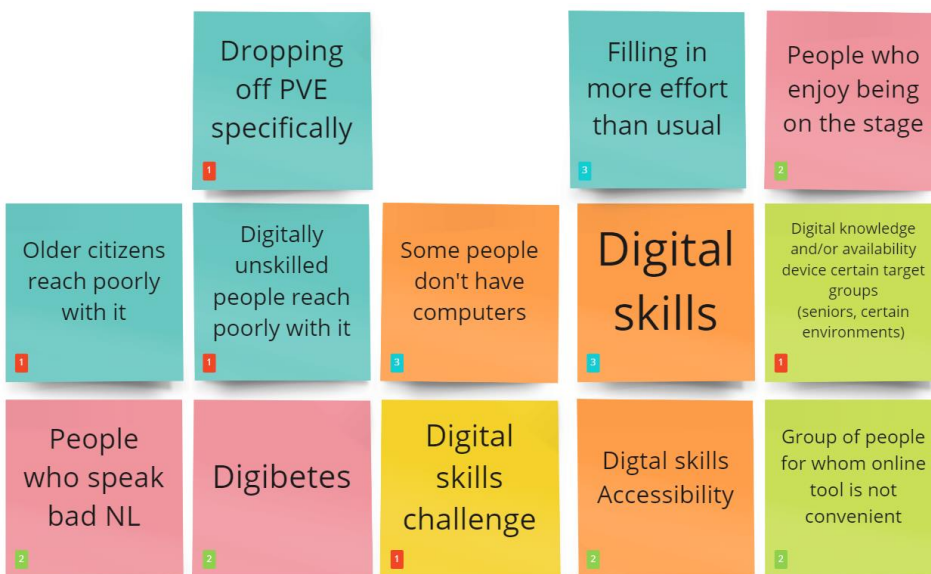 Dropping
off PVE
specifically
1
Filling in
more effort
than usual
3
People who
enjoy being
on the stage
2
Older citizens
reach poorly
with it
1
Digitally
unskilled
people reach
poorly with it
1
Some people
don't have
computers
3
Digital
skills
3
Digital knowledge
and/or availability
device certain target
groups
(seniors, certain
environments)
1
People
who speak
bad NL
2
Digibetes
2
Digital
skills
challenge
1
Digtal skills
Accessibility
2
Group of people
for whom online
tool is not
convenient
2